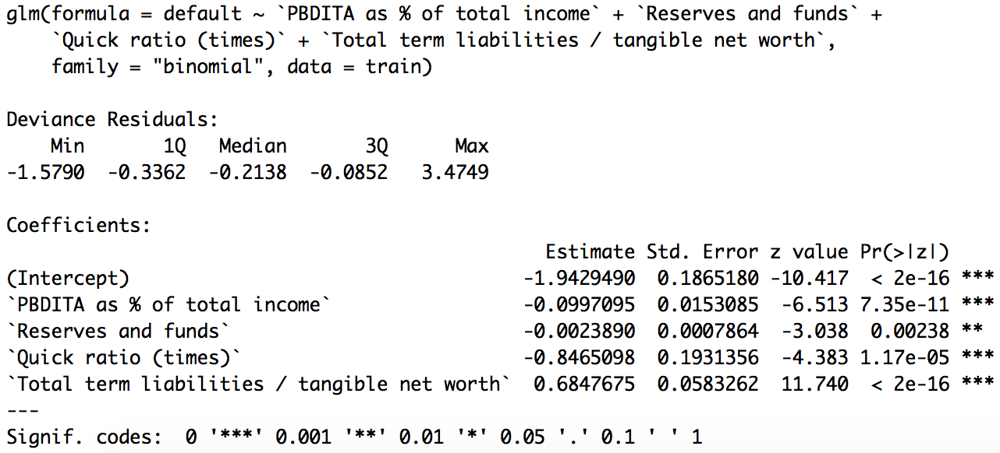 glm(formula = default ~ `PBDITA as % of total income` + `Reserves and funds` +
    `Quick ratio (times)` + `Total term liabilities / tangible net worth`,
    family = "binomial", data = train)

Deviance Residuals:
    Min       1Q   Median       3Q      Max
-1.5790  -0.3362  -0.2138  -0.0852   3.4749

Coefficients:
                                                Estimate Std. Error z value Pr(>|z|)
(Intercept)                                   -1.9429490  0.1865180 -10.417  < 2e-16 ***
`PBDITA as % of total income`                 -0.0997095  0.0153085  -6.513 7.35e-11 ***
`Reserves and funds`                          -0.0023890  0.0007864  -3.038  0.00238 **
`Quick ratio (times)`                         -0.8465098  0.1931356  -4.383 1.17e-05 ***
`Total term liabilities / tangible net worth`  0.6847675  0.0583262  11.740  < 2e-16 ***
---
Signif. codes:  0 '***' 0.001 '**' 0.01 '*' 0.05 '.' 0.1 ' ' 1